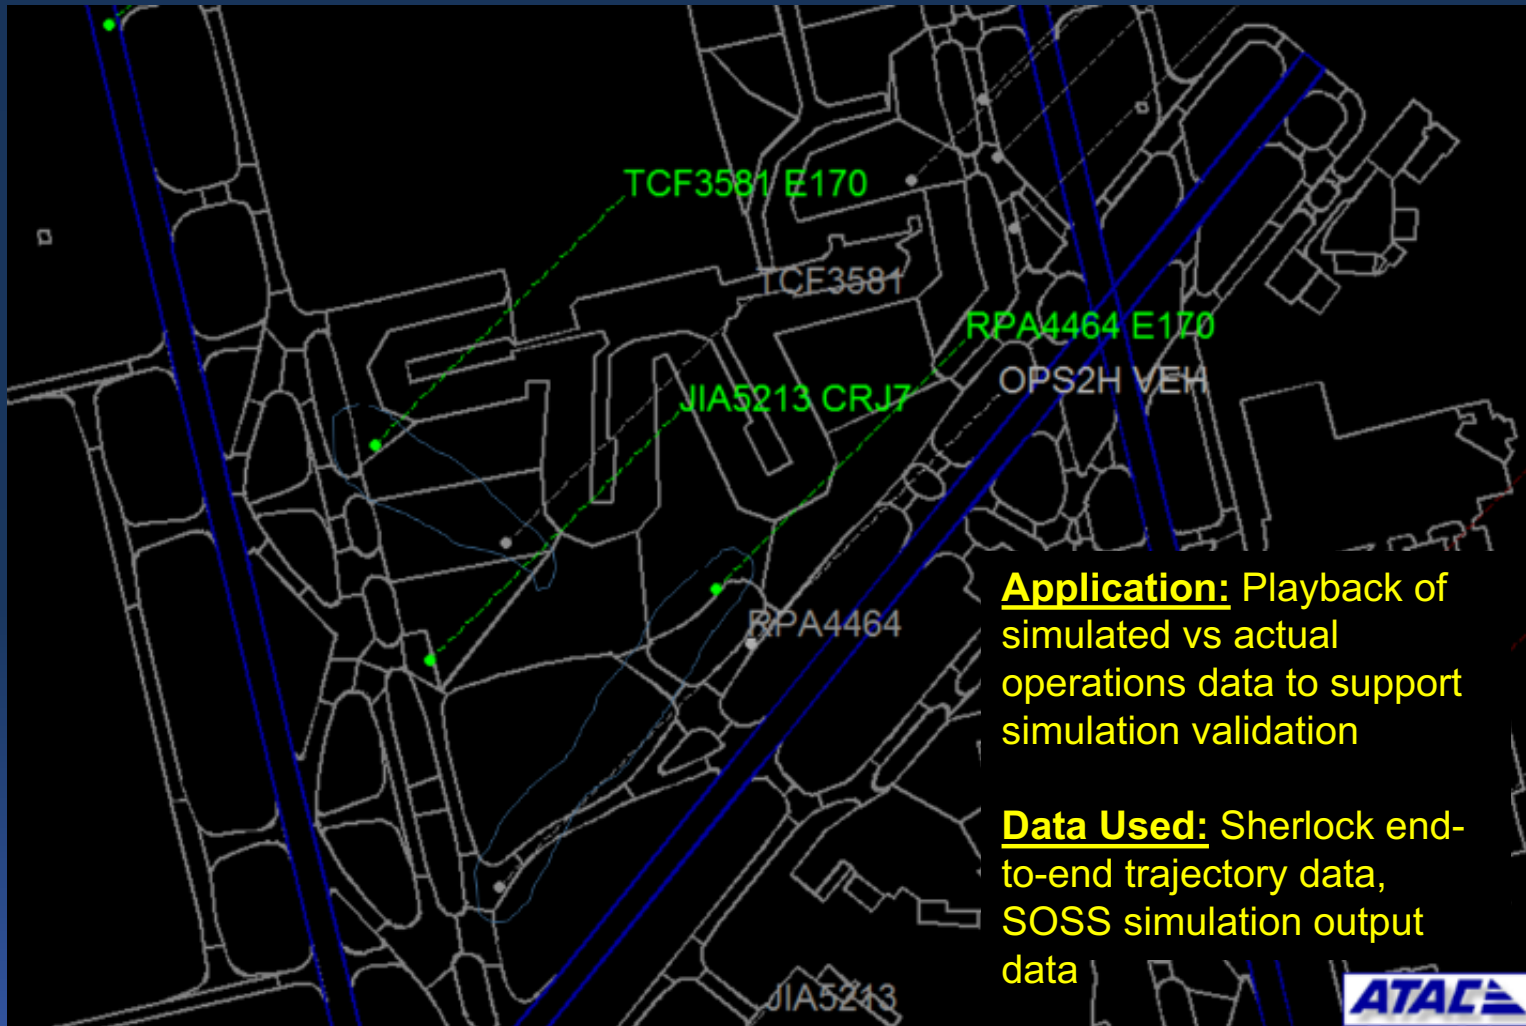 TCF3581 E170
TCF3581
RPA4464 E170
OPS2H VEH
JIA5213 CRJ7
RPA4464
JIA5213
Application: Playback of
simulated vs actual
operations data to support
simulation validation
Data Used: Sherlock end-
to-end trajectory data,
SOSS simulation output
data
ATAC